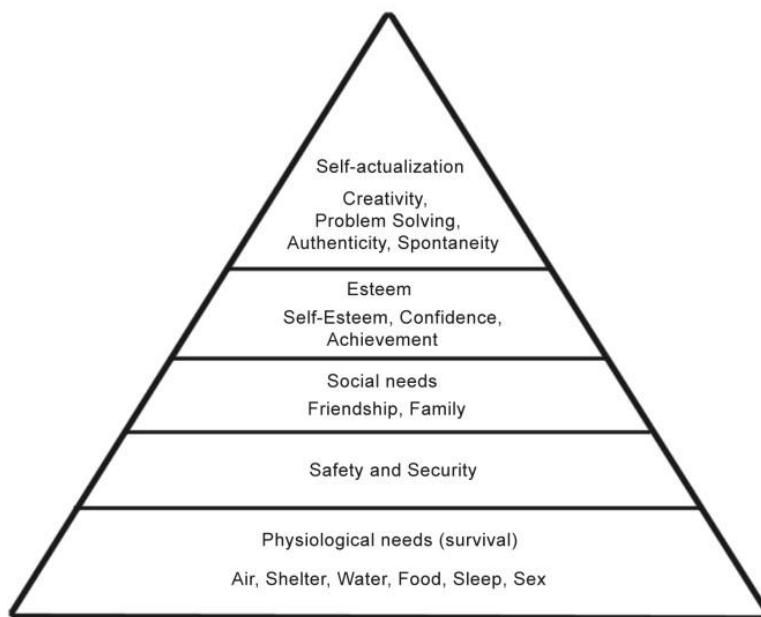 Self-actualization
Creativity,
Problem Solving,
Authenticity, Spontaneity
Esteem
Self-Esteem, Confidence,
Achievement
Social needs
Friendship, Family
Safety and Security
Physiological needs (survival)
Air, Shelter, Water, Food, Sleep, Sex